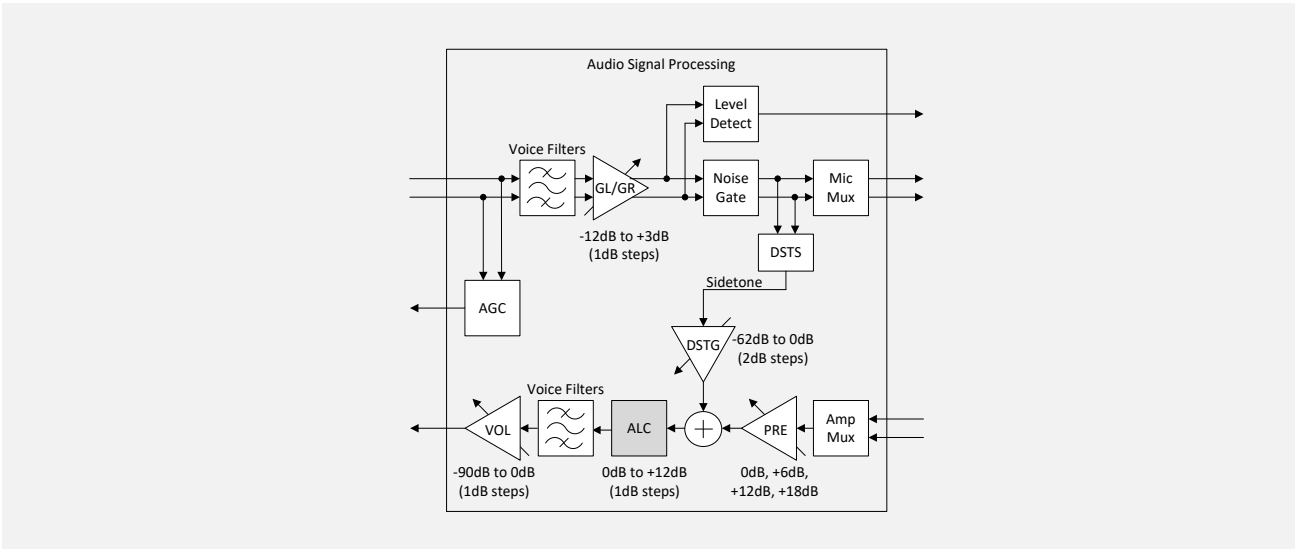 Audio Signal Processing
Level
Detect
Voice Filters
GL/GR
Noise
Gate
Mic
Mux
-12dB to +3dB
(1dB steps)
DSTS
Sidetone
AGC
DSTG
-62dB to 0dB
(2dB steps)
Voice Filters
VOL
ALC
PRE
Amp
Mux
-90dB to 0dB
(1dB steps)
0dB to +12dB
(1dB steps)
0dB, +6dB,
+12dB, +18dB